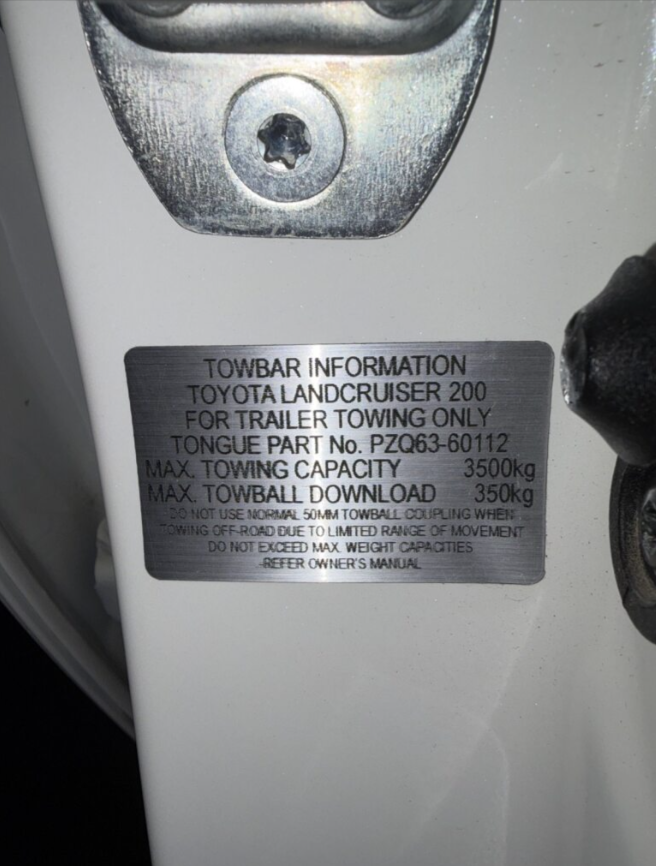 TOWBAR INFORMATION
TOYOTA LANDCRUISER 200
FOR TRAILER TOWING ONLY
TONGUE PART No. PZQ63-60112
MAX. TOWING CAPACITY 3500kg
MAX. TOWBALL DOWNLOAD 350kg
DO NOT USE NORMAL 50MM TOWBALL COUPLING WHEN
TOWING OFF-ROAD DUE TO LIMITED RANGE OF MOVEMENT
DO NOT EXCEED MAX. WEIGHT CAPACITIES
-REFER OWNER'S MANUAL